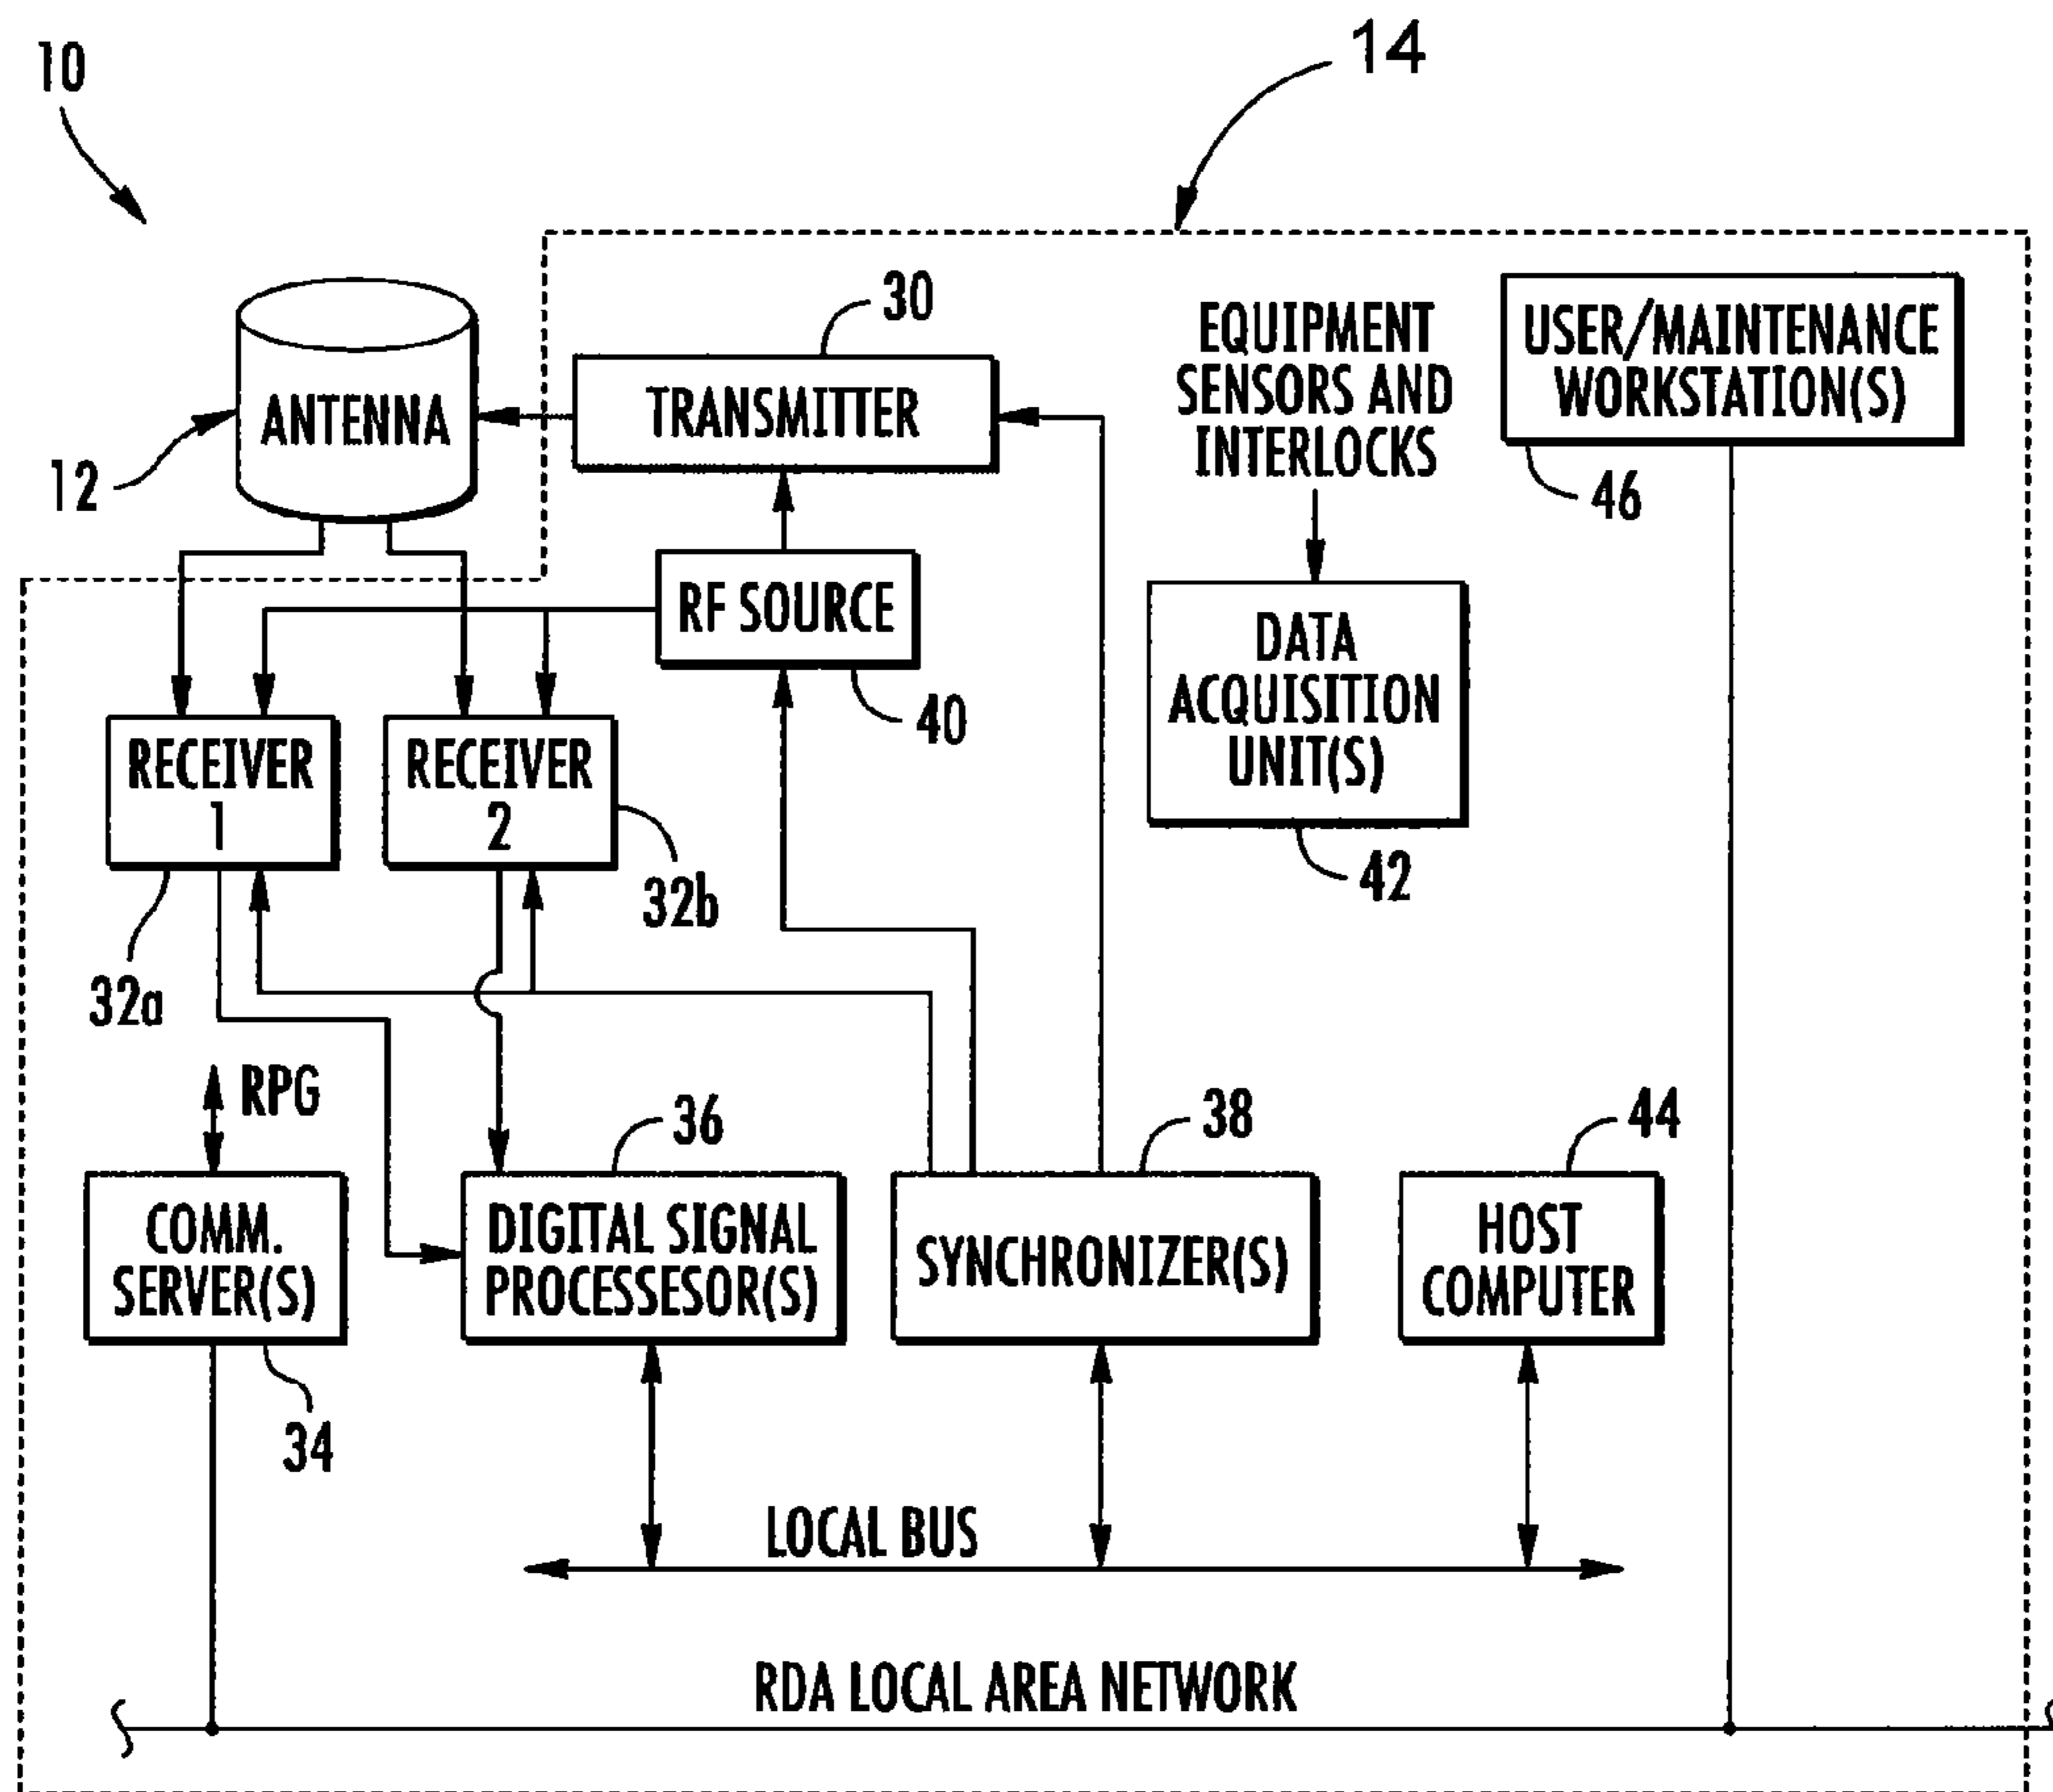 10
14
30
EQUIPMENT
SENSORS AND
INTERLOCKS
USER/MAINTENANCE
WORKSTATION(S)
46
ANTENNA
12
TRANSMITTER
RF SOURCE
40
DATA
ACQUISITION
UNIT(S)
42
RECEIVER
1
32a
RECEIVER
2
32b
RPG
COMM.
SERVER(S)
34
36
DIGITAL SIGNAL
PROCESSESOR(S)
38
SYNCHRONIZER(S)
44
HOST
COMPUTER
LOCAL BUS
RDA LOCAL AREA NETWORK